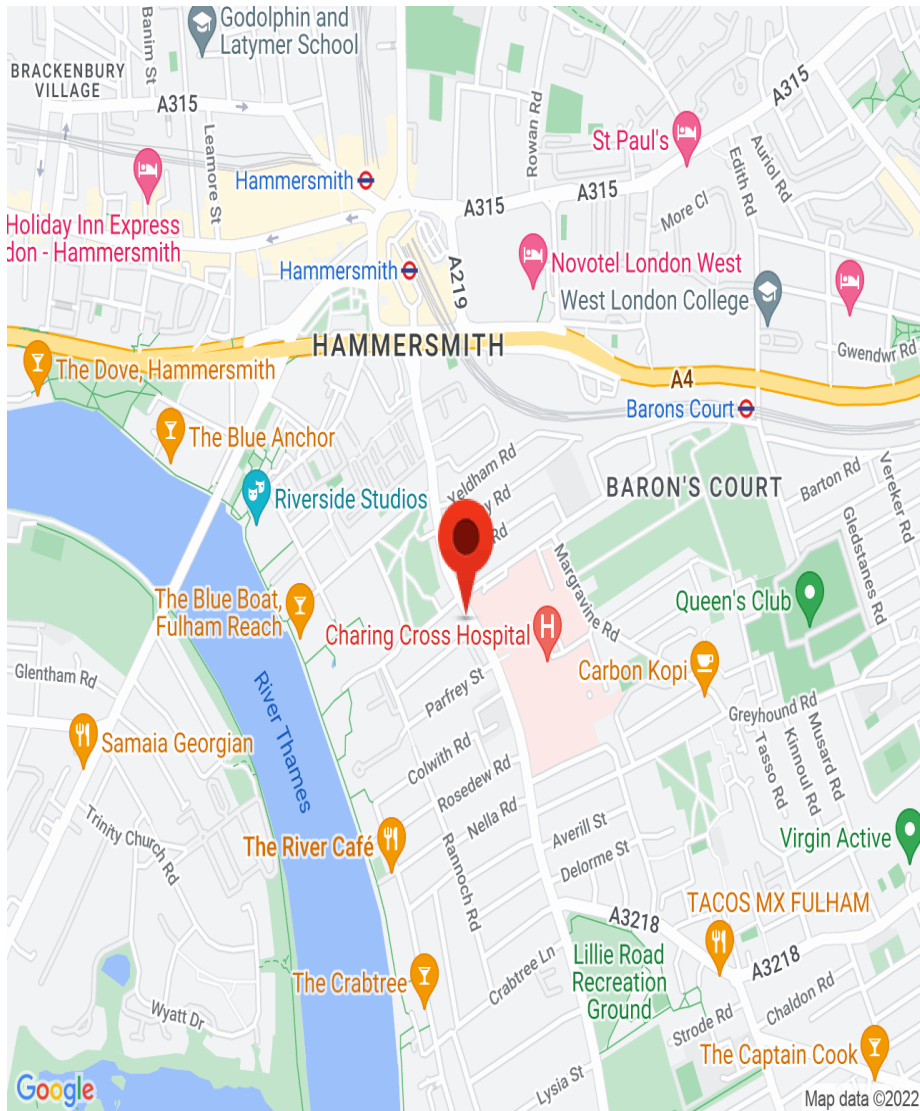 Godolphin and
Latymer School
Banim St
BRACKENBURY
VILLAGE
A315
A315
Leamore St
Rowan Rd
St Paul's
Auriol Rd
Edith Rd
Hammersmith
A315
A315
More Cl
Holiday Inn Express
don - Hammersmith
Hammersmith
A219
Novotel London West
West London College
HAMMERSMITH
Gwendwr Rd
The Dove, Hammersmith
A4
Barons Court
The Blue Anchor
Yeldham Rd
BARON'S COURT
Barton Rd
Vereker Rd
Riverside Studios
Rd
Rd
Gledstanes Rd
Margravine Rd
The Blue Boat,
Fulham Reach
Queen's Club
Charing Cross Hospital
H
Carbon Kopi
Glentham Rd
River Thames
Parfrey St
Greyhound Rd
Musard Rd
Kinnoul Rd
Tasso Rd
Samaia Georgian
Colwith Rd
Rosedew Rd
Nella Rd
Trinity Church Rd
The River Café
Rannoch Rd
Averill St
Delorme St
Virgin Active
TACOS MX FULHAM
A3218
A3218
Lillie Road
Recreation
Ground
Crabtree Ln
The Crabtree
Chaldon Rd
Wyatt Dr
Strode Rd
The Captain Cook
Lysia St
Google
Map data ©2022